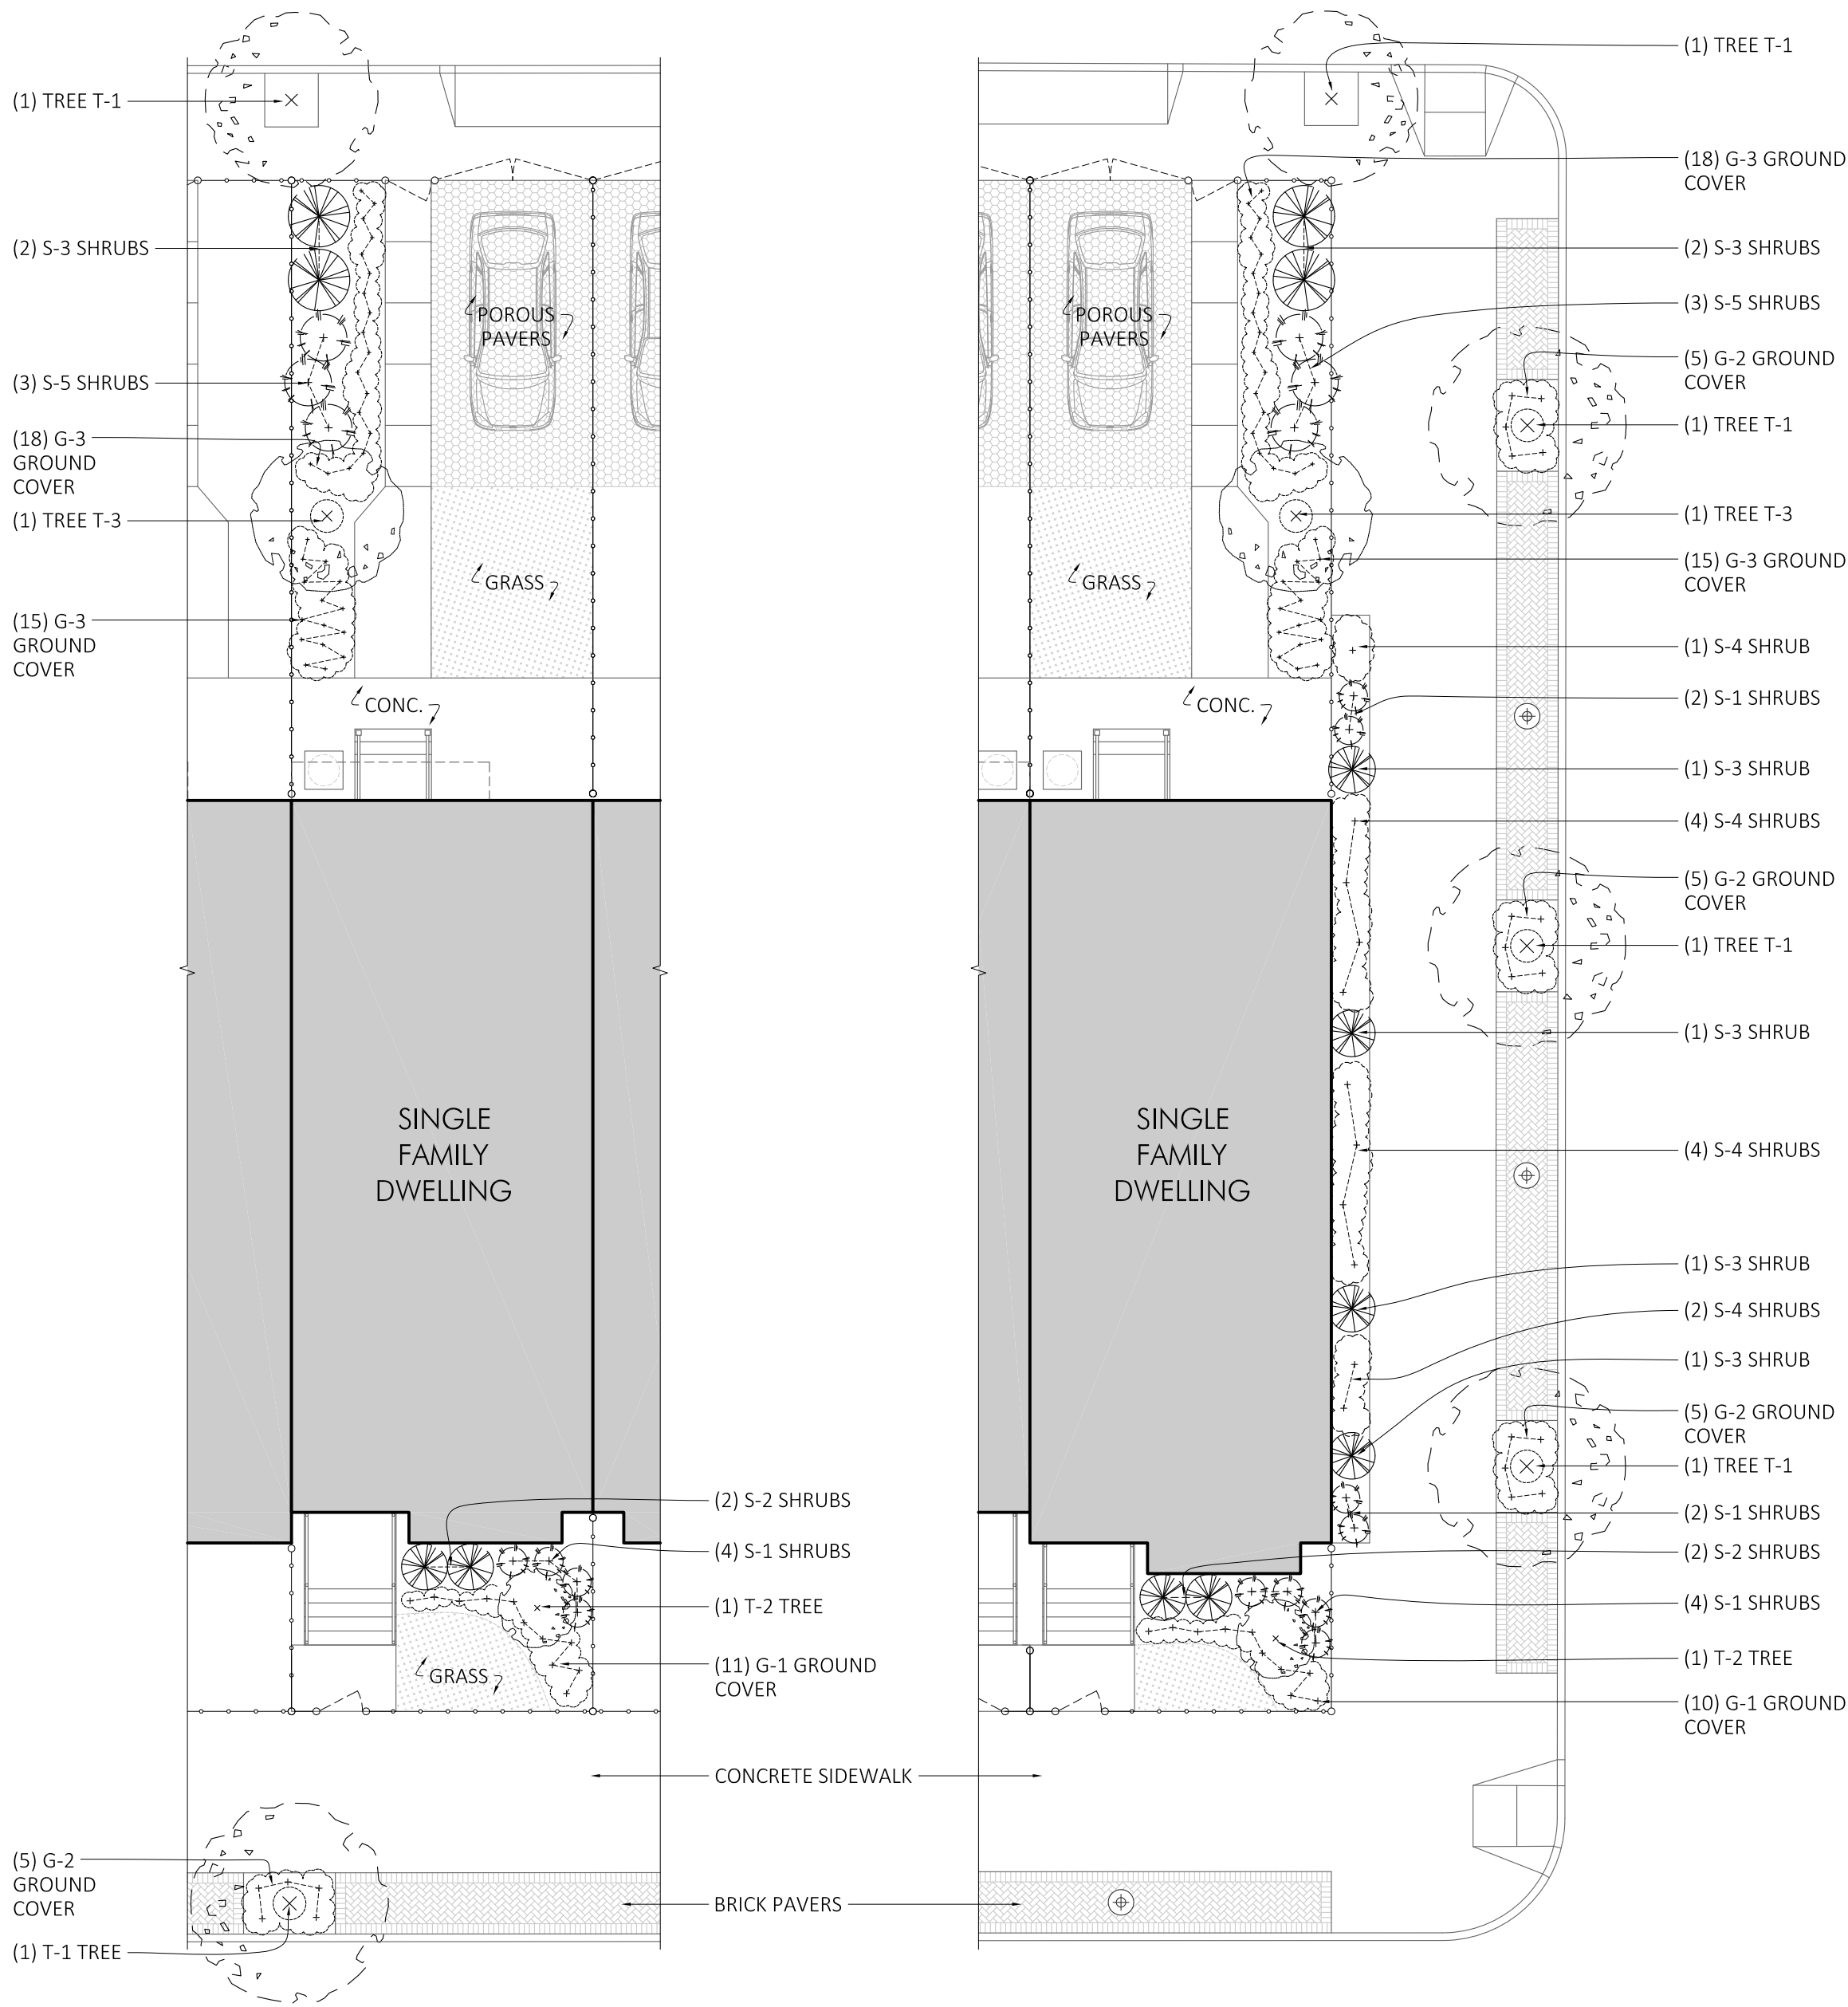 (1) TREE T-1
(2) S-3 SHRUBS
(3) S-5 SHRUBS
(18) G-3
GROUND
COVER
(1) TREE T-3
(15) G-3
GROUND
COVER
POROUS
PAVERS
GRASS
CONC.
SINGLE
FAMILY
DWELLING
(2) S-2 SHRUBS
(4) S-1 SHRUBS
(1) T-2 TREE
(11) G-1 GROUND
COVER
GRASS
CONCRETE SIDEWALK
(5) G-2
GROUND
COVER
BRICK PAVERS
(1) T-1 TREE
POROUS
PAVERS
GRASS
CONC.
SINGLE
FAMILY
DWELLING
(1) TREE T-1
(18) G-3 GROUND
COVER
(2) S-3 SHRUBS
(3) S-5 SHRUBS
(5) G-2 GROUND
COVER
(1) TREE T-1
(1) TREE T-3
(15) G-3 GROUND
COVER
(1) S-4 SHRUB
(2) S-1 SHRUBS
(1) S-3 SHRUB
(4) S-4 SHRUBS
(5) G-2 GROUND
COVER
(1) TREE T-1
(1) S-3 SHRUB
(4) S-4 SHRUBS
(1) S-3 SHRUB
(2) S-4 SHRUBS
(1) S-3 SHRUB
(5) G-2 GROUND
COVER
(1) TREE T-1
(2) S-1 SHRUBS
(2) S-2 SHRUBS
(4) S-1 SHRUBS
(1) T-2 TREE
(10) G-1 GROUND
COVER